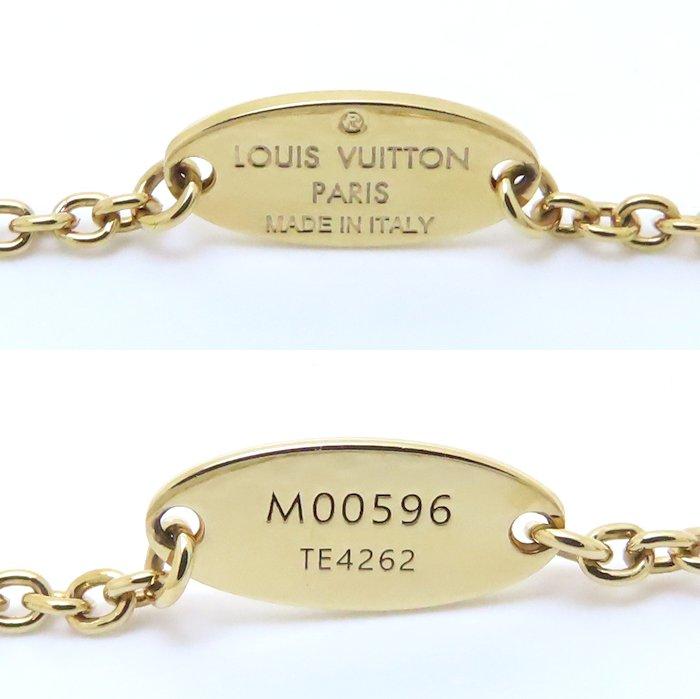 ®
LOUIS VUITTON
PARIS
MADE IN ITALY
M00596
TE4262